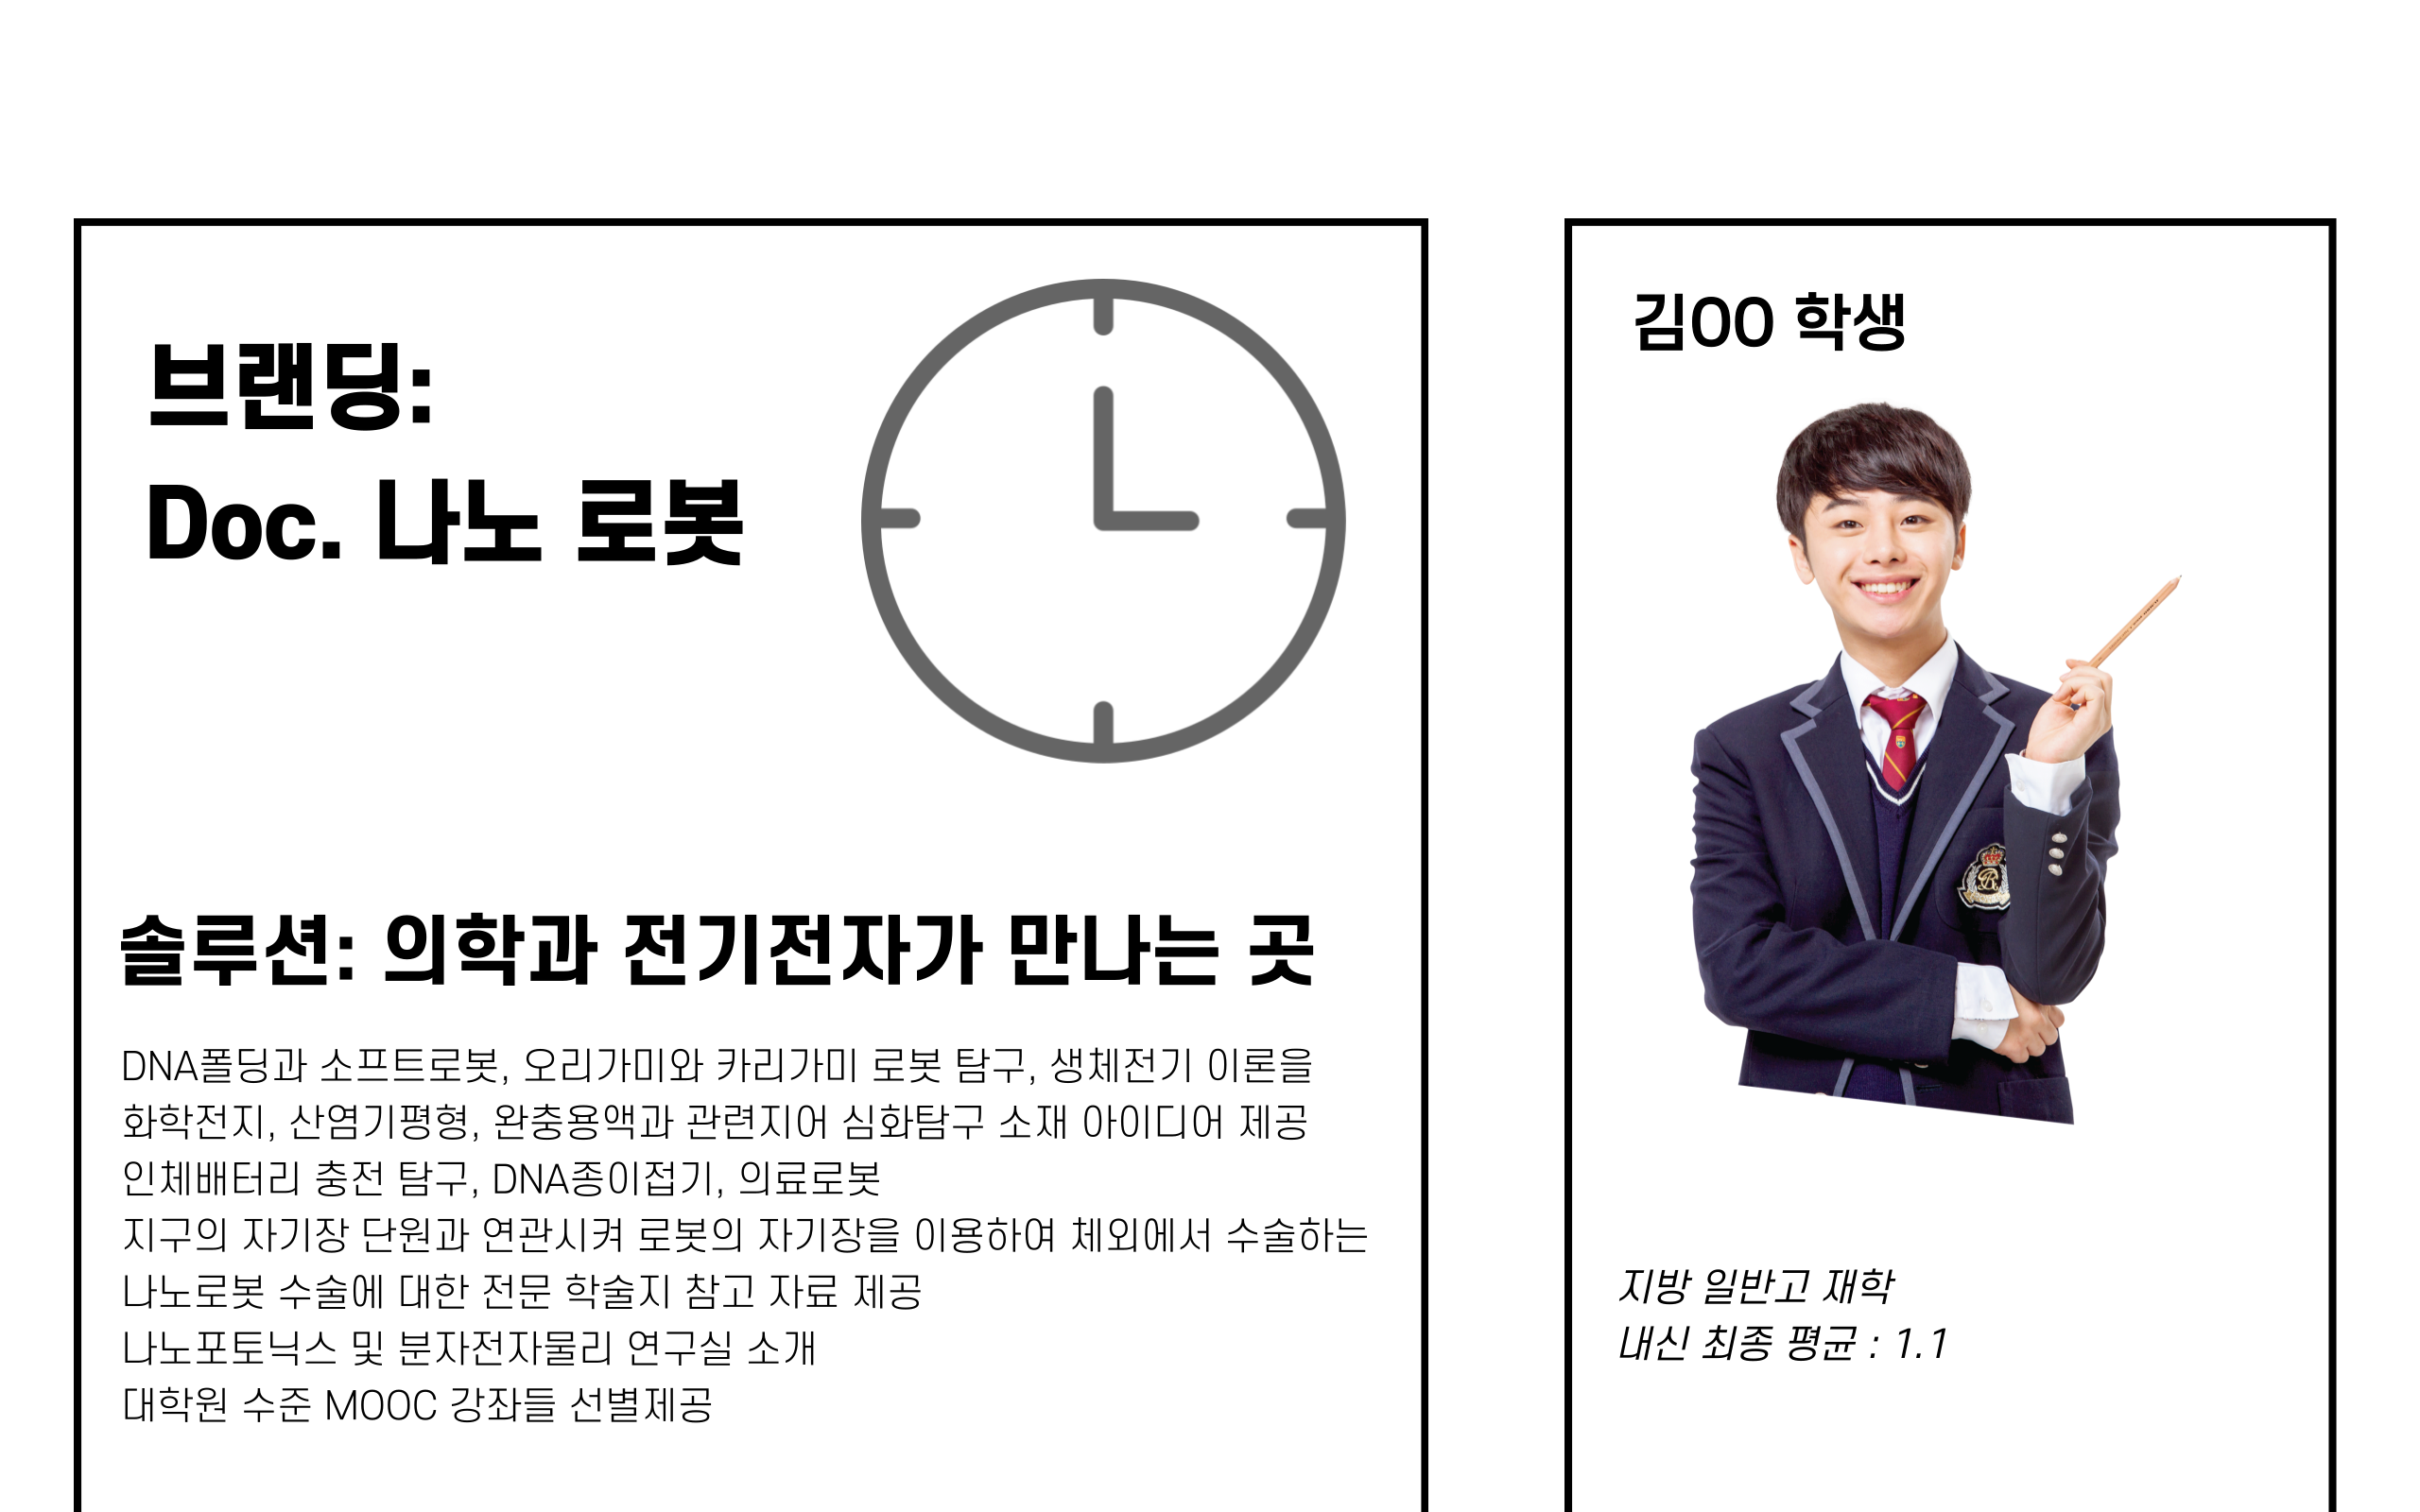 브랜딩:
Doc. 나노 로봇
솔루션: 의학과 전기전자가 만나는 곳
DNA폴딩과 소프트로봇, 오리가미와 카리가미 로봇 탐구, 생체전기 이론을
화학전지, 산염기평형, 완충용액과 관련지어 심화탐구 소재 아이디어 제공
인체배터리 충전 탐구, DNA종이접기, 의료로봇
지구의 자기장 단원과 연관시켜 로봇의 자기장을 이용하여 체외에서 수술하는
나노로봇 수술에 대한 전문 학술지 참고 자료 제공
나노포토닉스 및 분자전자물리 연구실 소개
대학원 수준 MOOC 강좌들 선별제공
김OO 학생
지방 일반고 재학
내신 최종 평균 : 1.1